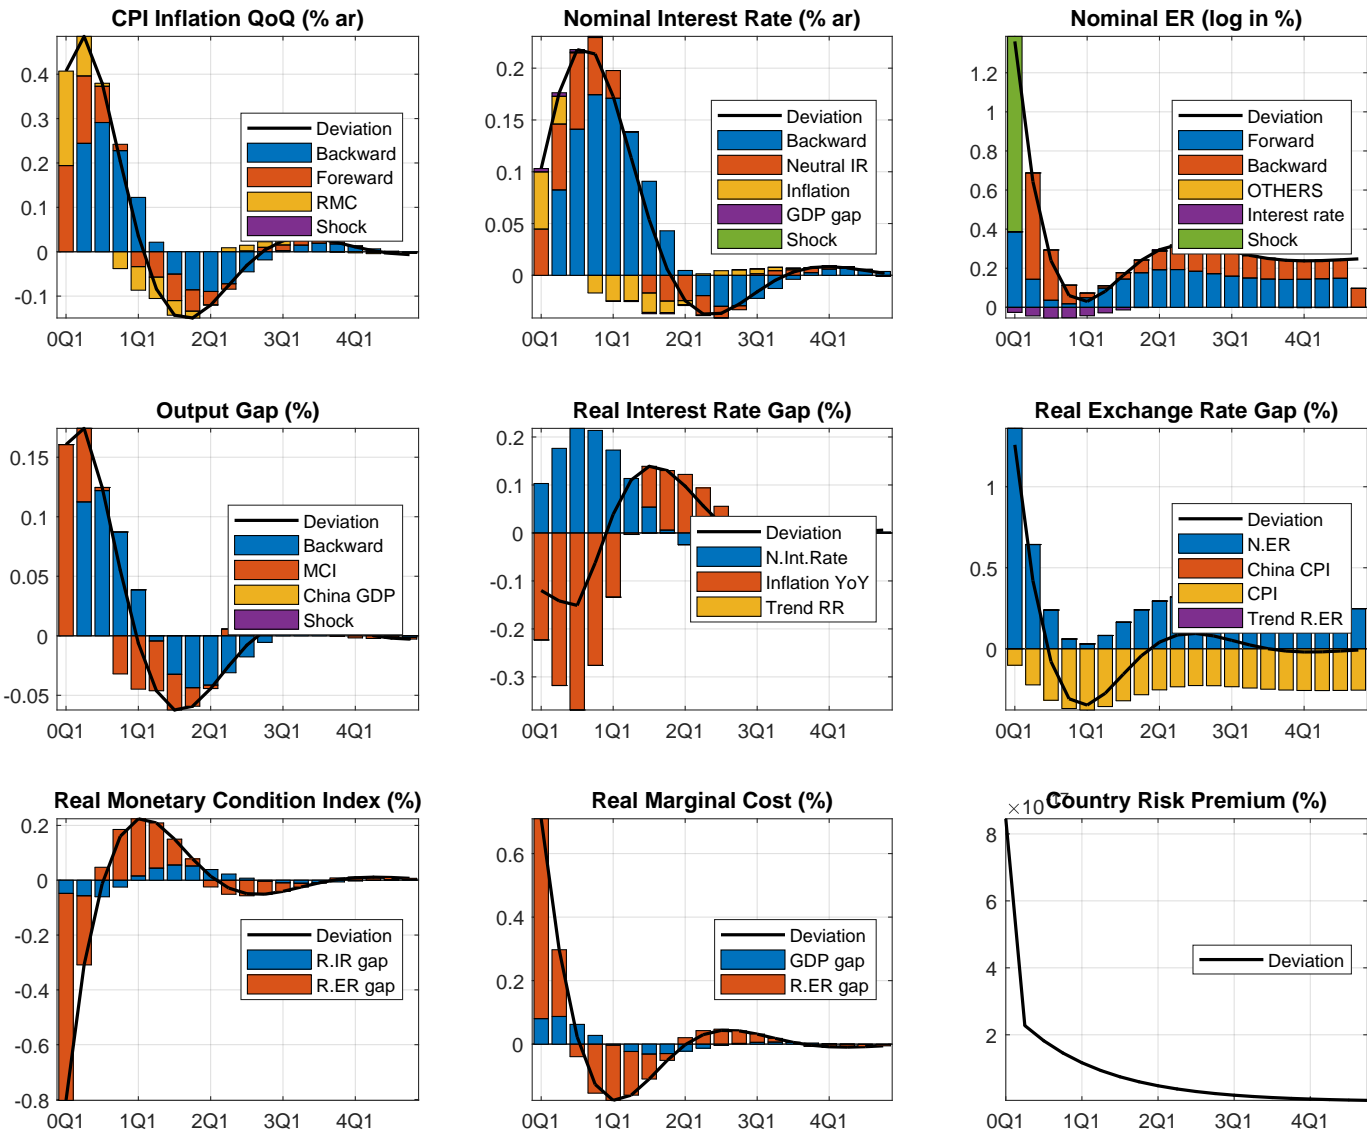 CPI Inflation QoQ (% ar)
0.4
0.3
0.2
0.1
0
-0.1
0Q1 1Q1 2Q1 3Q1 4Q1
Deviation
Backward
Foreward
RMC
Shock
Nominal Interest Rate (% ar)
0.2
0.15
0.1
0.05
0
0Q1 1Q1 2Q1 3Q1 4Q1
Deviation
Backward
Neutral IR
Inflation
GDP gap
Shock
Nominal ER (log in %)
1.2
1
0.8
0.6
0.4
0.2
0
0Q1 1Q1 2Q1 3Q1 4Q1
Deviation
Forward
Backward
OTHERS
Interest rate
Shock
Output Gap (%)
0.15
0.1
0.05
0
-0.05
0Q1 1Q1 2Q1 3Q1 4Q1
Deviation
Backward
MCI
China GDP
Shock
Real Interest Rate Gap (%)
0.2
0.1
0
-0.1
-0.2
-0.3
0Q1 1Q1 2Q1 3Q1 4Q1
Deviation
N.Int.Rate
Inflation YoY
Trend RR
Real Exchange Rate Gap (%)
1
0.5
0
0Q1 1Q1 2Q1 3Q1 4Q1
Deviation
N.ER
China CPI
CPI
Trend R.ER
Real Monetary Condition Index (%)
0.2
0
-0.2
-0.4
-0.6
-0.8
0Q1 1Q1 2Q1 3Q1 4Q1
Deviation
R.IR gap
R.ER gap
Real Marginal Cost (%)
0.6
0.4
0.2
0
0Q1 1Q1 2Q1 3Q1 4Q1
Deviation
GDP gap
R.ER gap
Country Risk Premium (%)
8
6
4
2
0Q1 1Q1 2Q1 3Q1 4Q1
Deviation